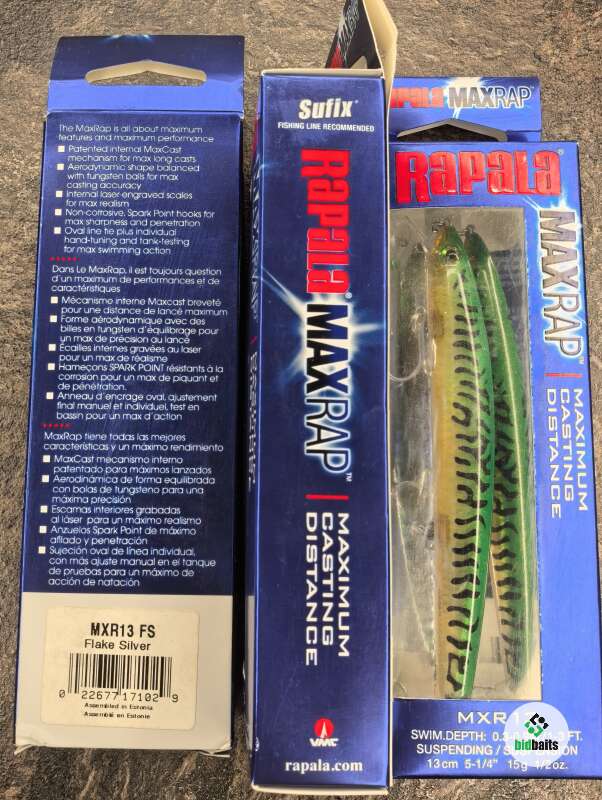 The MaxRap is all about maximum
features and maximum performance
Patented internal MaxCast
mechanism for max long casts
Aerodynamic shape balanced
with tungsten balls for max
casting accuracy
Internal laser-engraved scales
for max realism
Non-corrosive, Spark Point hooks for
max sharpness and penetration
Oval line tie plus individual
hand-tuning and tank-testing
for max swimming action
Dans Le MaxRap, il est toujours question
d'un maximum de performances et de
caractéristiques
Mécanisme interne Maxcast breveté
pour une distance de lancé maximum
Forme aérodynamique avec des
billes en tungsten d'équilibrage pour
un max de précision au lancé
Ecailles internes gravées au laser
pour un max de réalisme
Hameçons SPARK POINT résistants à la
corrosion pour un max de piquant et
de pénétration.
Anneau d'encrage oval, ajustement
final manuel et individuel, test en
bassin pour un max d'action
MaxRap tiene todas las mejores
características y un máximo rendimiento
MaxCast mecanismo interno
patentado para máximos lanzados
Aerodinámica de forma equilibrada
con bolas de tungsteno para una
máxima precisión
Escamas interiores grabadas
al láser para un máximo realismo
Anzuelos Spark Point de máximo
afilado y penetración
Sujeción oval de línea individual,
con más ajuste manual en el tanque
de pruebas para un máximo de
acción de natación
MXR13 FS
Flake Silver
0 22677 17102 9
Assembled in Estonia
Assemblé en Estonie
Sufix®
FISHING LINE RECOMMENDED
Rapala®
MAXRAP™
MAXIMUM
CASTING
DISTANCE
VMC
rapala.com
MAXRAP
Rapala®
MAXRAP™
MAXIMUM
CASTING
DISTANCE
SWIM.DEPTH:
FT.
SUSPENDING /
13cm 5-1/4" 15g 1/2oz.
bidbaits